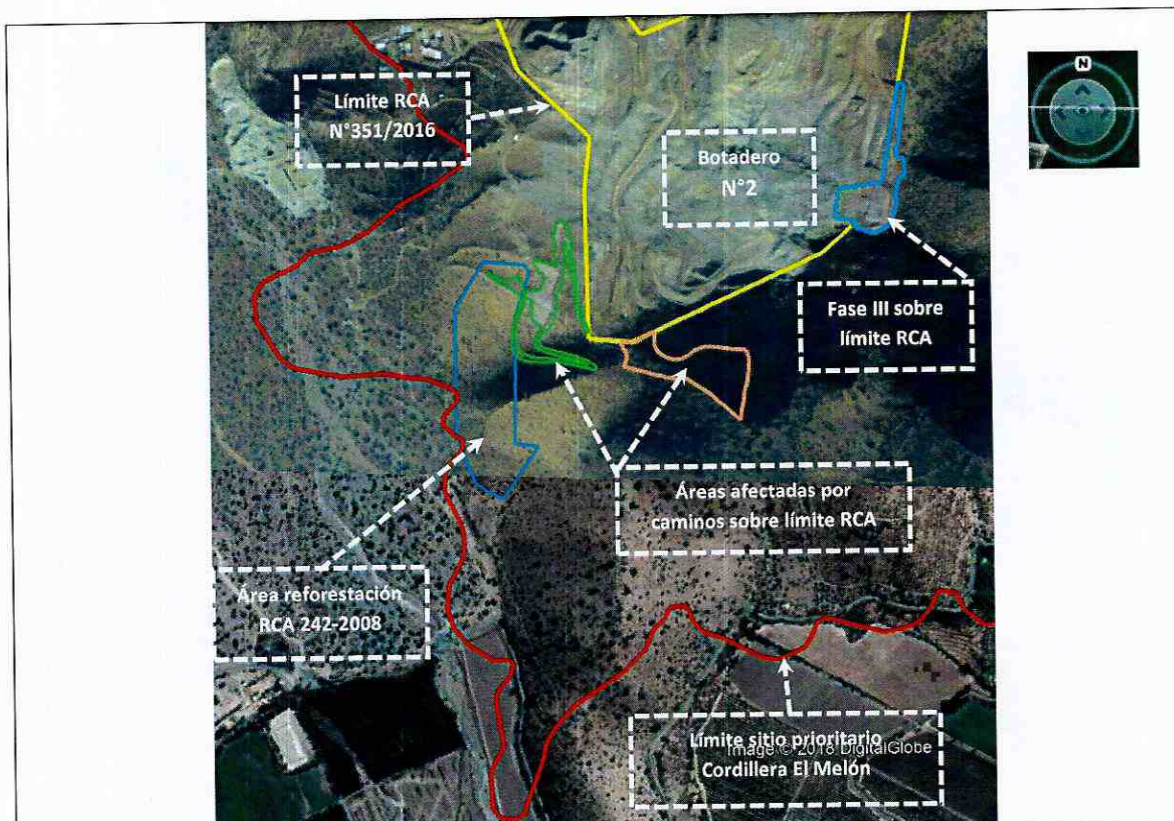 N
Límite RCA
N°351/2016
Botadero
N°2
Fase III sobre
límite RCA
Áreas afectadas por
caminos sobre límite RCA
Área reforestación
RCA 242-2008
Límite sitio prioritario
Image © 2018 DigitalGlobe
Cordillera El Melón